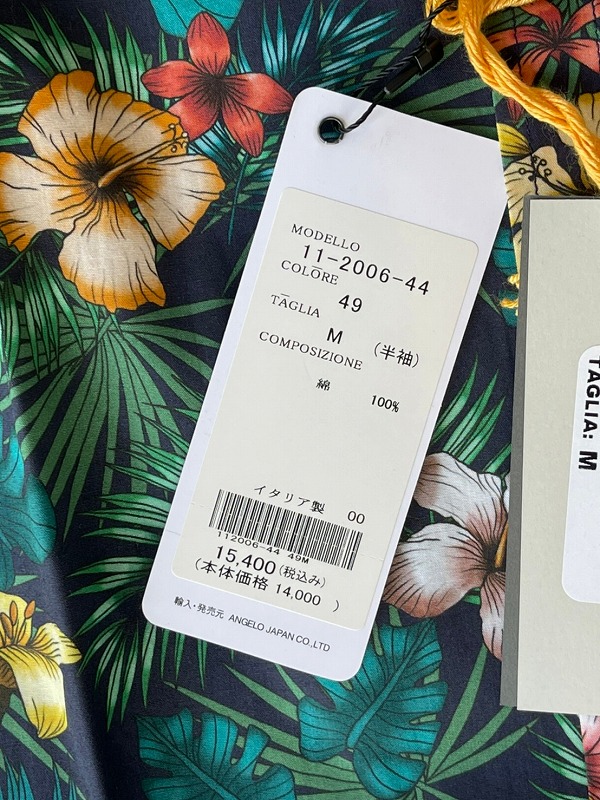 MODELLO
11-2006-44
COLORE
49
TAGLIA
M (半袖)
COMPOSIZIONE
綿
100%
イタリア製 00
112006-44 49M
15,400 (税込み)
(本体価格 14,000 )
輸入・発売元 ANGELO JAPAN CO.,LTD
TAGLIA: M